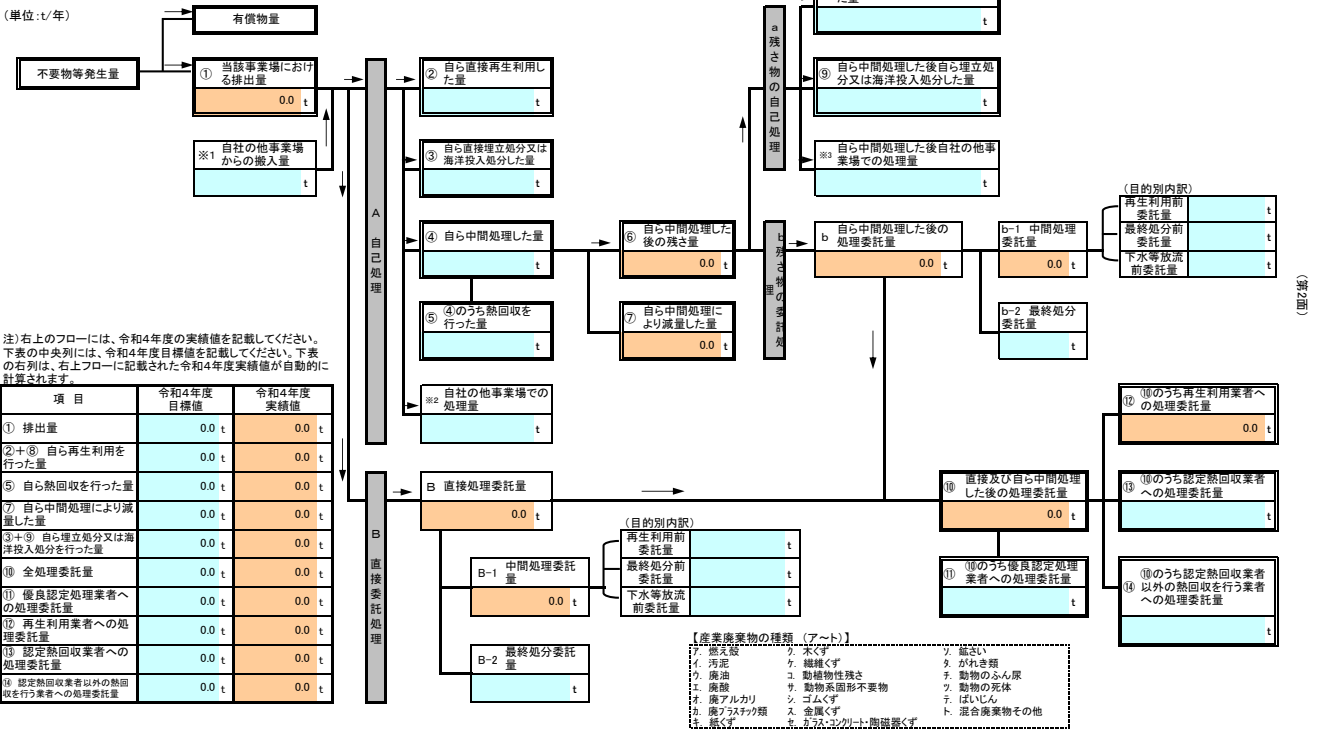 (単位:t/年)
有償物量
不要物等発生量
① 当該事業場におけ
る排出量
0.0 t
※1 自社の他事業場
からの搬入量
t
A 自己処理
② 自ら直接再生利用し
た量
t
③ 自ら直接埋立処分又は
海洋投入処分した量
t
④ 自ら中間処理した量
t
⑤ ④のうち熱回収を
行った量
t
※2 自社の他事業場での
処理量
t
⑥ 自ら中間処理した
後の残さ量
0.0 t
⑦ 自ら中間処理に
より減量した量
0.0 t
a 残さ物の自己処理
た量
t
⑨ 自ら中間処理した後自ら埋立処
分又は海洋投入処分した量
t
※3 自ら中間処理した後自社の他事
業場での処理量
t
b 残さ物の委託処理
b 自ら中間処理した後の
処理委託量
0.0 t
b-1 中間処理
委託量
0.0 t
(目的別内訳)
再生利用前
委託量 t
最終処分前
委託量 t
下水等放流
前委託量 t
b-2 最終処分
委託量
t
(第2面)
注)右上のフローには、令和4年度の実績値を記載してください。
下表の中央列には、令和4年度目標値を記載してください。下表
の右列は、右上フローに記載された令和4年度実績値が自動的に
計算されます。
項 目 令和4年度目標値 令和4年度実績値
① 排出量 0.0 t 0.0 t
②+⑧ 自ら再生利用を
行った量 0.0 t 0.0 t
⑤ 自ら熱回収を行った量 0.0 t 0.0 t
⑦ 自ら中間処理により減
量した量 0.0 t 0.0 t
③+⑨ 自ら埋立処分又は海
洋投入処分を行った量 0.0 t 0.0 t
⑩ 全処理委託量 0.0 t 0.0 t
⑪ 優良認定処理業者へ
の処理委託量 0.0 t 0.0 t
⑫ 再生利用業者への処
理委託量 0.0 t 0.0 t
⑬ 認定熱回収業者への
処理委託量 0.0 t 0.0 t
⑭ 認定熱回収業者以外の熱回
収を行う業者への処理委託量 0.0 t 0.0 t
B 直接委託処理
B 直接処理委託量
0.0 t
B-1 中間処理委託
量
0.0 t
(目的別内訳)
再生利用前
委託量 t
最終処分前
委託量 t
下水等放流
前委託量 t
B-2 最終処分委託
量
t
⑩ 直接及び自ら中間処理
した後の処理委託量
0.0 t
⑪ ⑩のうち優良認定処理
業者への処理委託量
t
⑫ ⑩のうち再生利用業者へ
の処理委託量
0.0 t
⑬ ⑩のうち認定熱回収業者
への処理委託量
t
⑭ ⑩のうち認定熱回収業者
以外の熱回収を行う業者
への処理委託量
t
【産業廃棄物の種類 (ア~ト)】
ア. 燃え殻 ク. 木くず ソ. 鉱さい
イ. 汚泥 ケ. 繊維くず タ. がれき類
ウ. 廃油 コ. 動植物性残さ チ. 動物のふん尿
エ. 廃酸 サ. 動物系固形不要物 ツ. 動物の死体
オ. 廃アルカリ シ. ゴムくず テ. ばいじん
カ. 廃プラスチック類 ス. 金属くず ト. 混合廃棄物その他
キ. 紙くず セ. ガラス・コンクリート・陶磁器くず